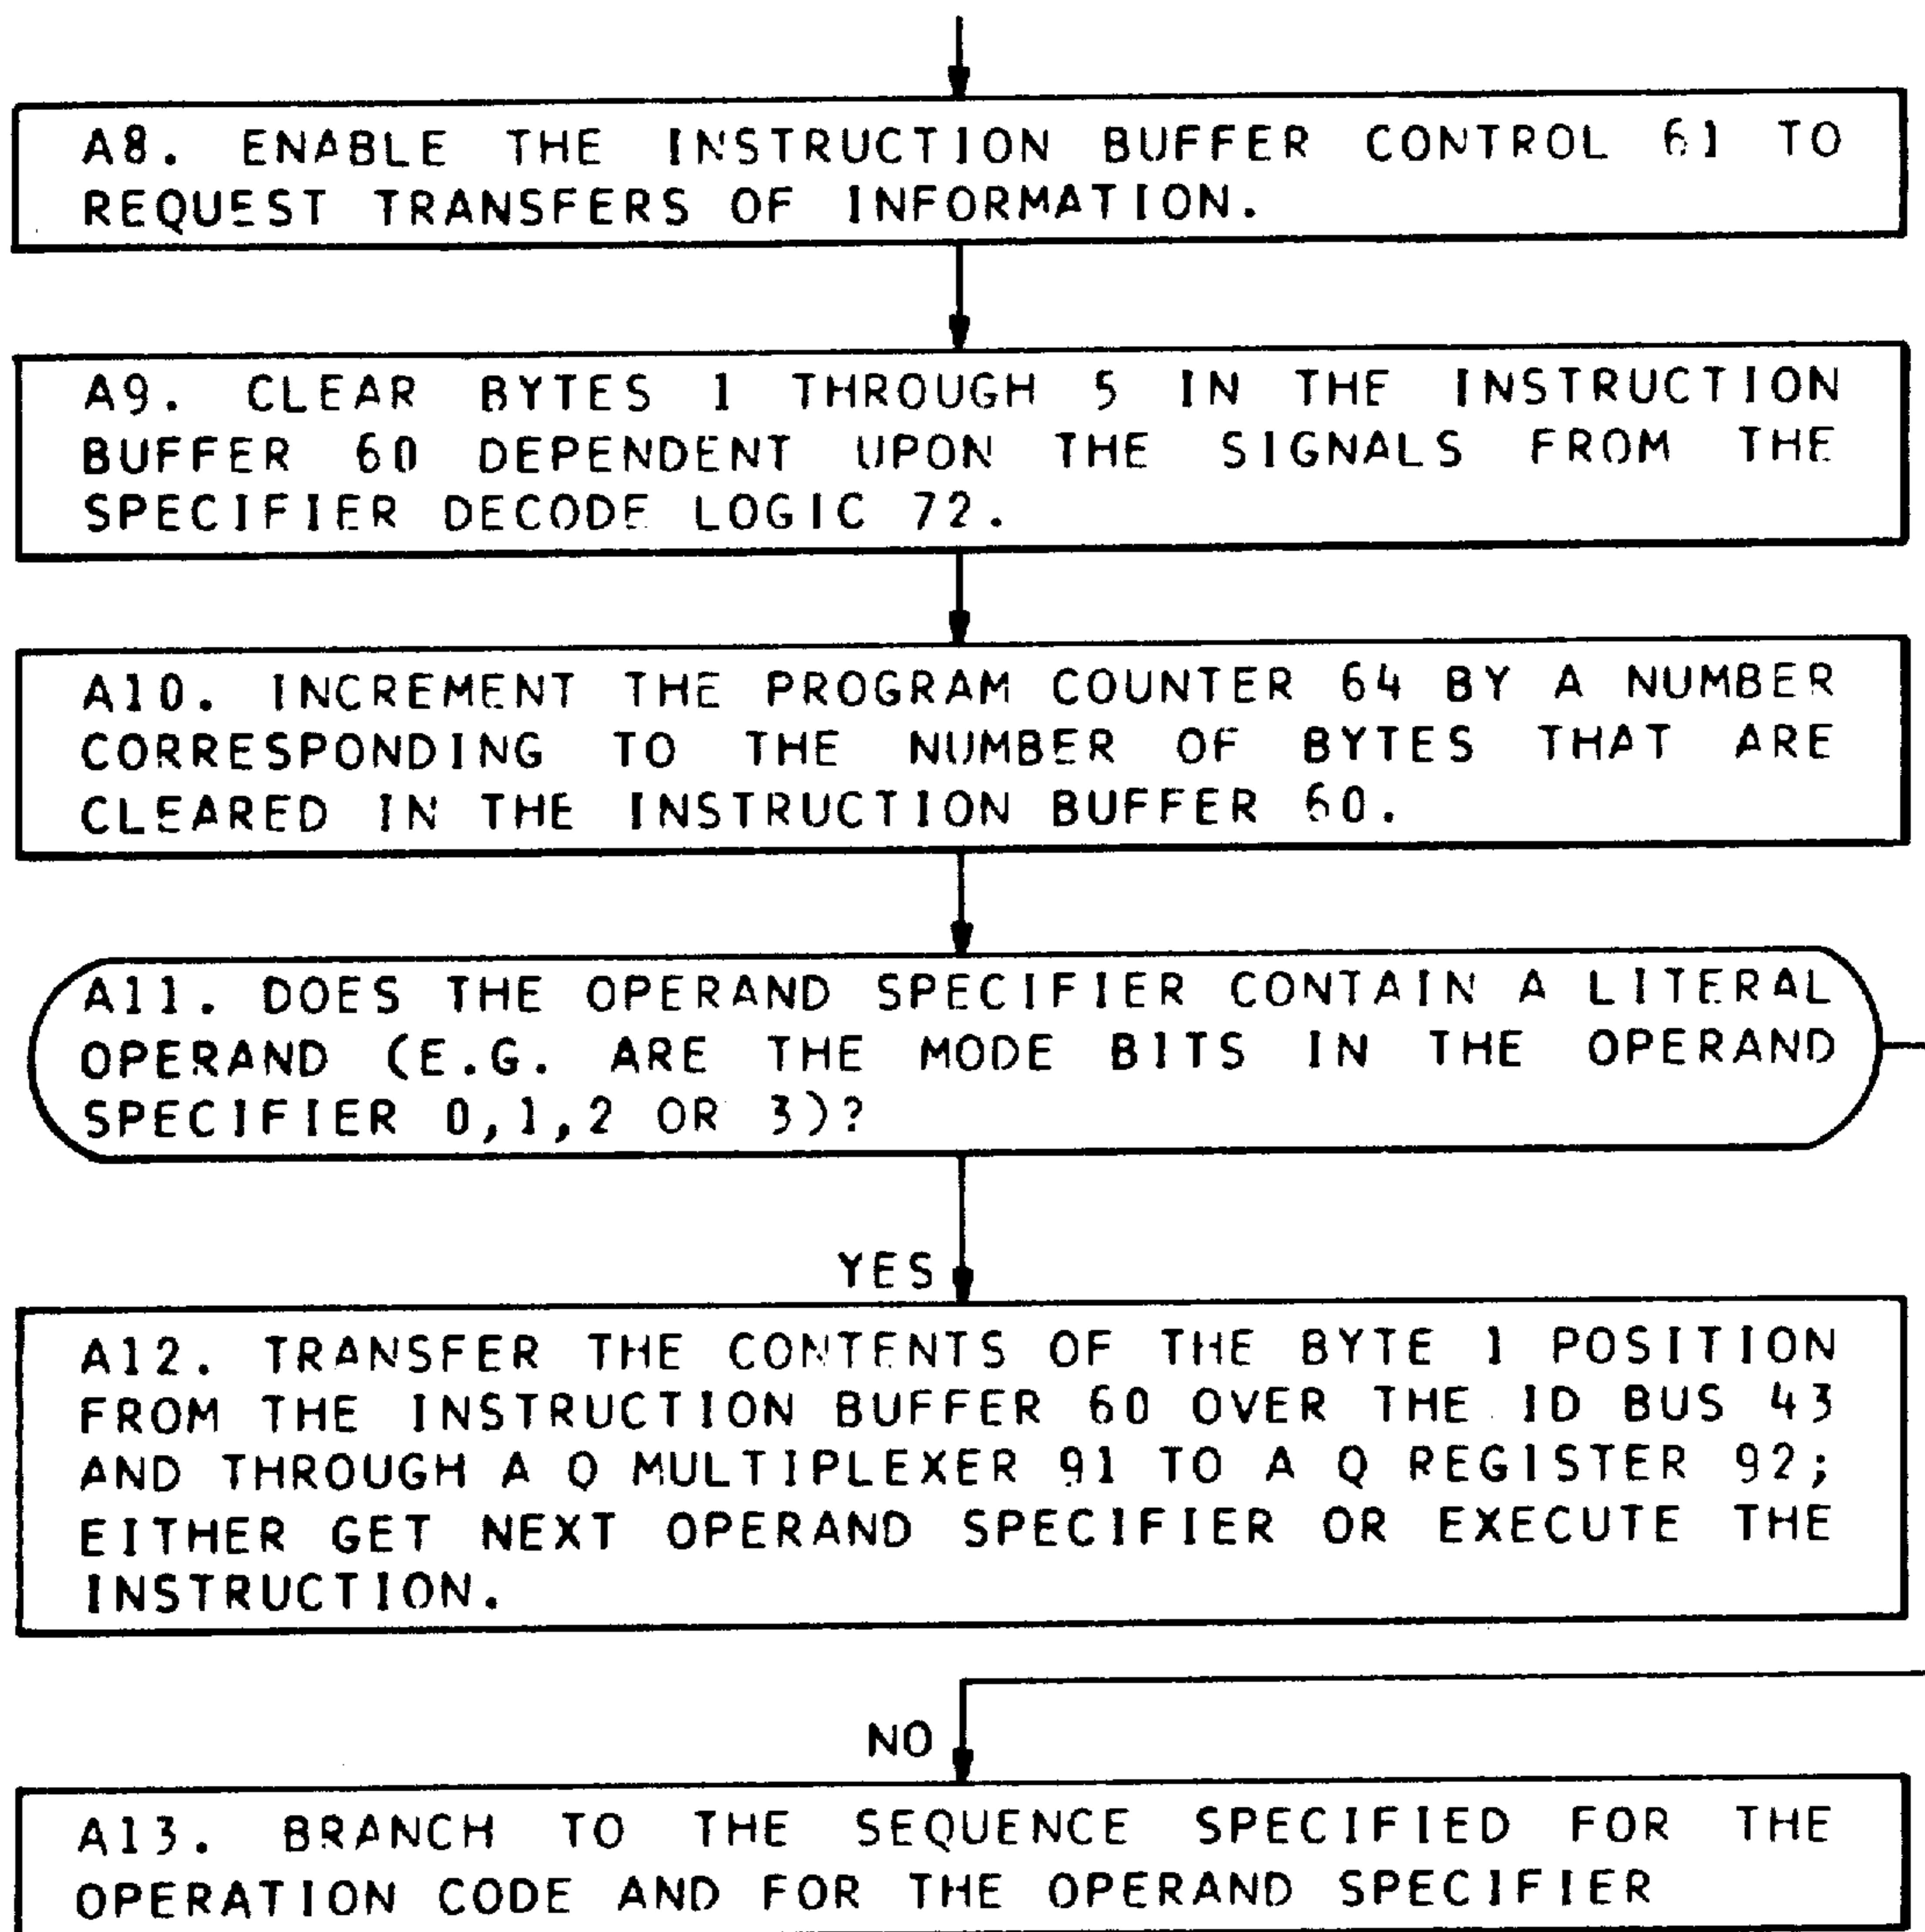 A8. ENABLE THE INSTRUCTION BUFFER CONTROL 61 TO
REQUEST TRANSFERS OF INFORMATION.
A9. CLEAR BYTES 1 THROUGH 5 IN THE INSTRUCTION
BUFFER 60 DEPENDENT UPON THE SIGNALS FROM THE
SPECIFIER DECODE LOGIC 72.
A10. INCREMENT THE PROGRAM COUNTER 64 BY A NUMBER
CORRESPONDING TO THE NUMBER OF BYTES THAT ARE
CLEARED IN THE INSTRUCTION BUFFER 60.
A11. DOES THE OPERAND SPECIFIER CONTAIN A LITERAL
OPERAND (E.G. ARE THE MODE BITS IN THE OPERAND
SPECIFIER 0,1,2 OR 3)?
YES
A12. TRANSFER THE CONTENTS OF THE BYTE 1 POSITION
FROM THE INSTRUCTION BUFFER 60 OVER THE ID BUS 43
AND THROUGH A Q MULTIPLEXER 91 TO A Q REGISTER 92;
EITHER GET NEXT OPERAND SPECIFIER OR EXECUTE THE
INSTRUCTION.
NO
A13. BRANCH TO THE SEQUENCE SPECIFIED FOR THE
OPERATION CODE AND FOR THE OPERAND SPECIFIER